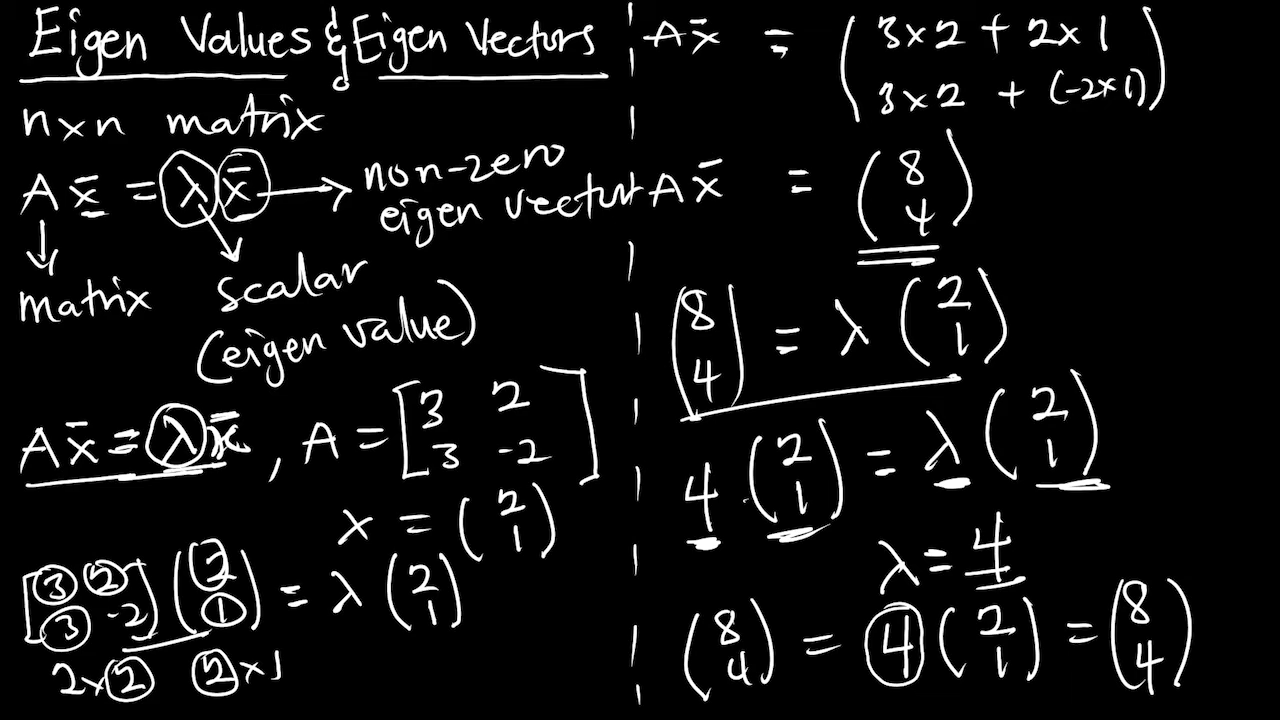 Eigen Values & Eigen Vectors
n×n matrix
A x̄ = λ x̄ → non-zero eigen vector
matrix scalar
(eigen value)
Ax̄ = λx̄ , A = [3 2
3 -2]
x = (2
1)
[3 2
3 -2] (2
1) = λ (2
1)
2×2 2×1
Ax̄ = (3×2 + 2×1
3×2 + (-2×1))
Ax̄ = (8
4)
(8
4) = λ (2
1)
4 (2
1) = λ (2
1)
λ = 4
(8
4) = 4 (2
1) = (8
4)